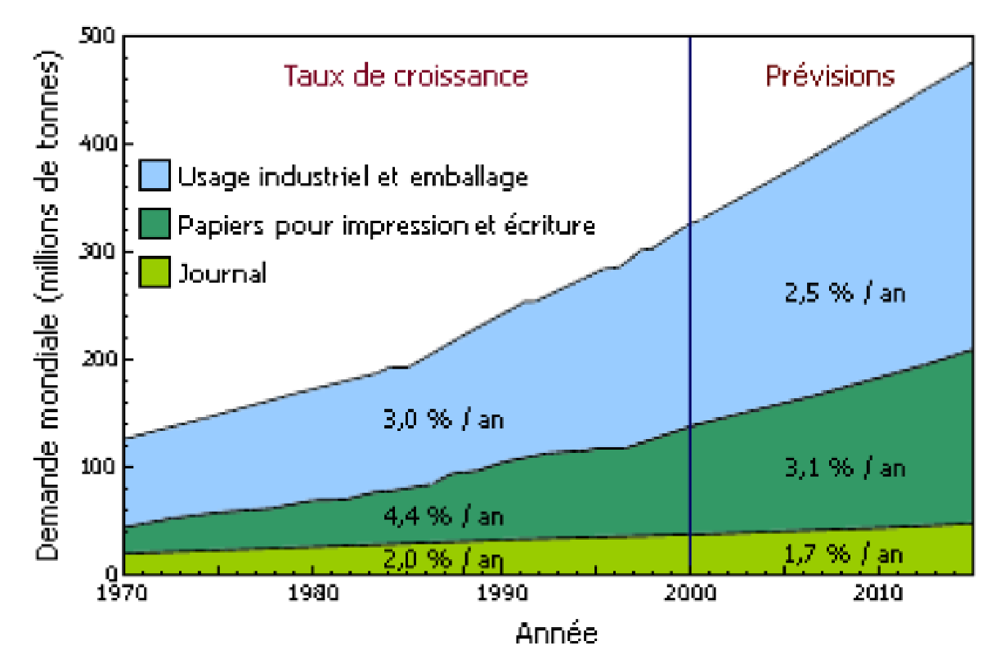 Demande mondiale (millions de tonnes)
500
400
300
200
100
0
Taux de croissance
Prévisions
Usage industriel et emballage
Papiers pour impression et écriture
Journal
2,5 % / an
3,0 % / an
3,1 % / an
4,4 % / an
2,0 % / an
1,7 % / an
1970 1980 1990 2000 2010
Année